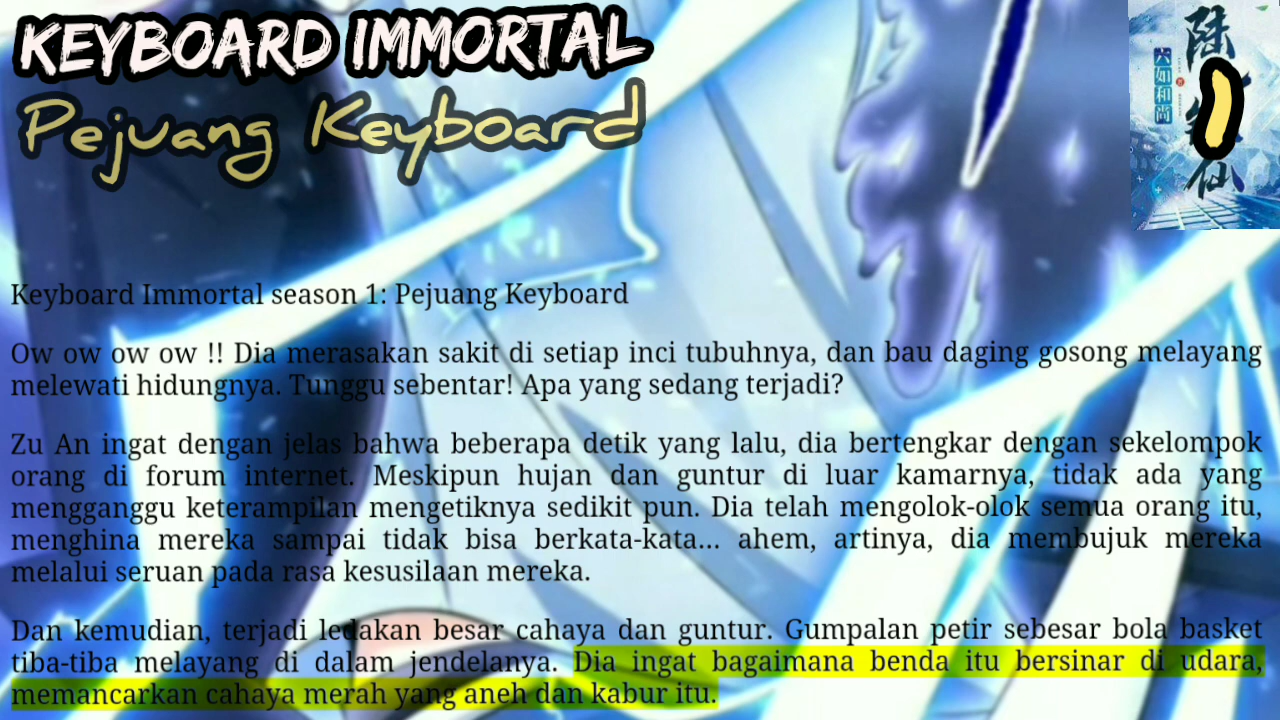 KEYBOARD IMMORTAL
Pejuang Keyboard
陆
仙
六如和尚
Keyboard Immortal season 1: Pejuang Keyboard
Ow ow ow ow !! Dia merasakan sakit di setiap inci tubuhnya, dan bau daging gosong melayang
melewati hidungnya. Tunggu sebentar! Apa yang sedang terjadi?
Zu An ingat dengan jelas bahwa beberapa detik yang lalu, dia bertengkar dengan sekelompok
orang di forum internet. Meskipun hujan dan guntur di luar kamarnya, tidak ada yang
mengganggu keterampilan mengetiknya sedikit pun. Dia telah mengolok-olok semua orang itu,
menghina mereka sampai tidak bisa berkata-kata... ahem, artinya, dia membujuk mereka
melalui seruan pada rasa kesusilaan mereka.
Dan kemudian, terjadi ledakan besar cahaya dan guntur. Gumpalan petir sebesar bola basket
tiba-tiba melayang di dalam jendelanya. Dia ingat bagaimana benda itu bersinar di udara,
memancarkan cahaya merah yang aneh dan kabur itu.